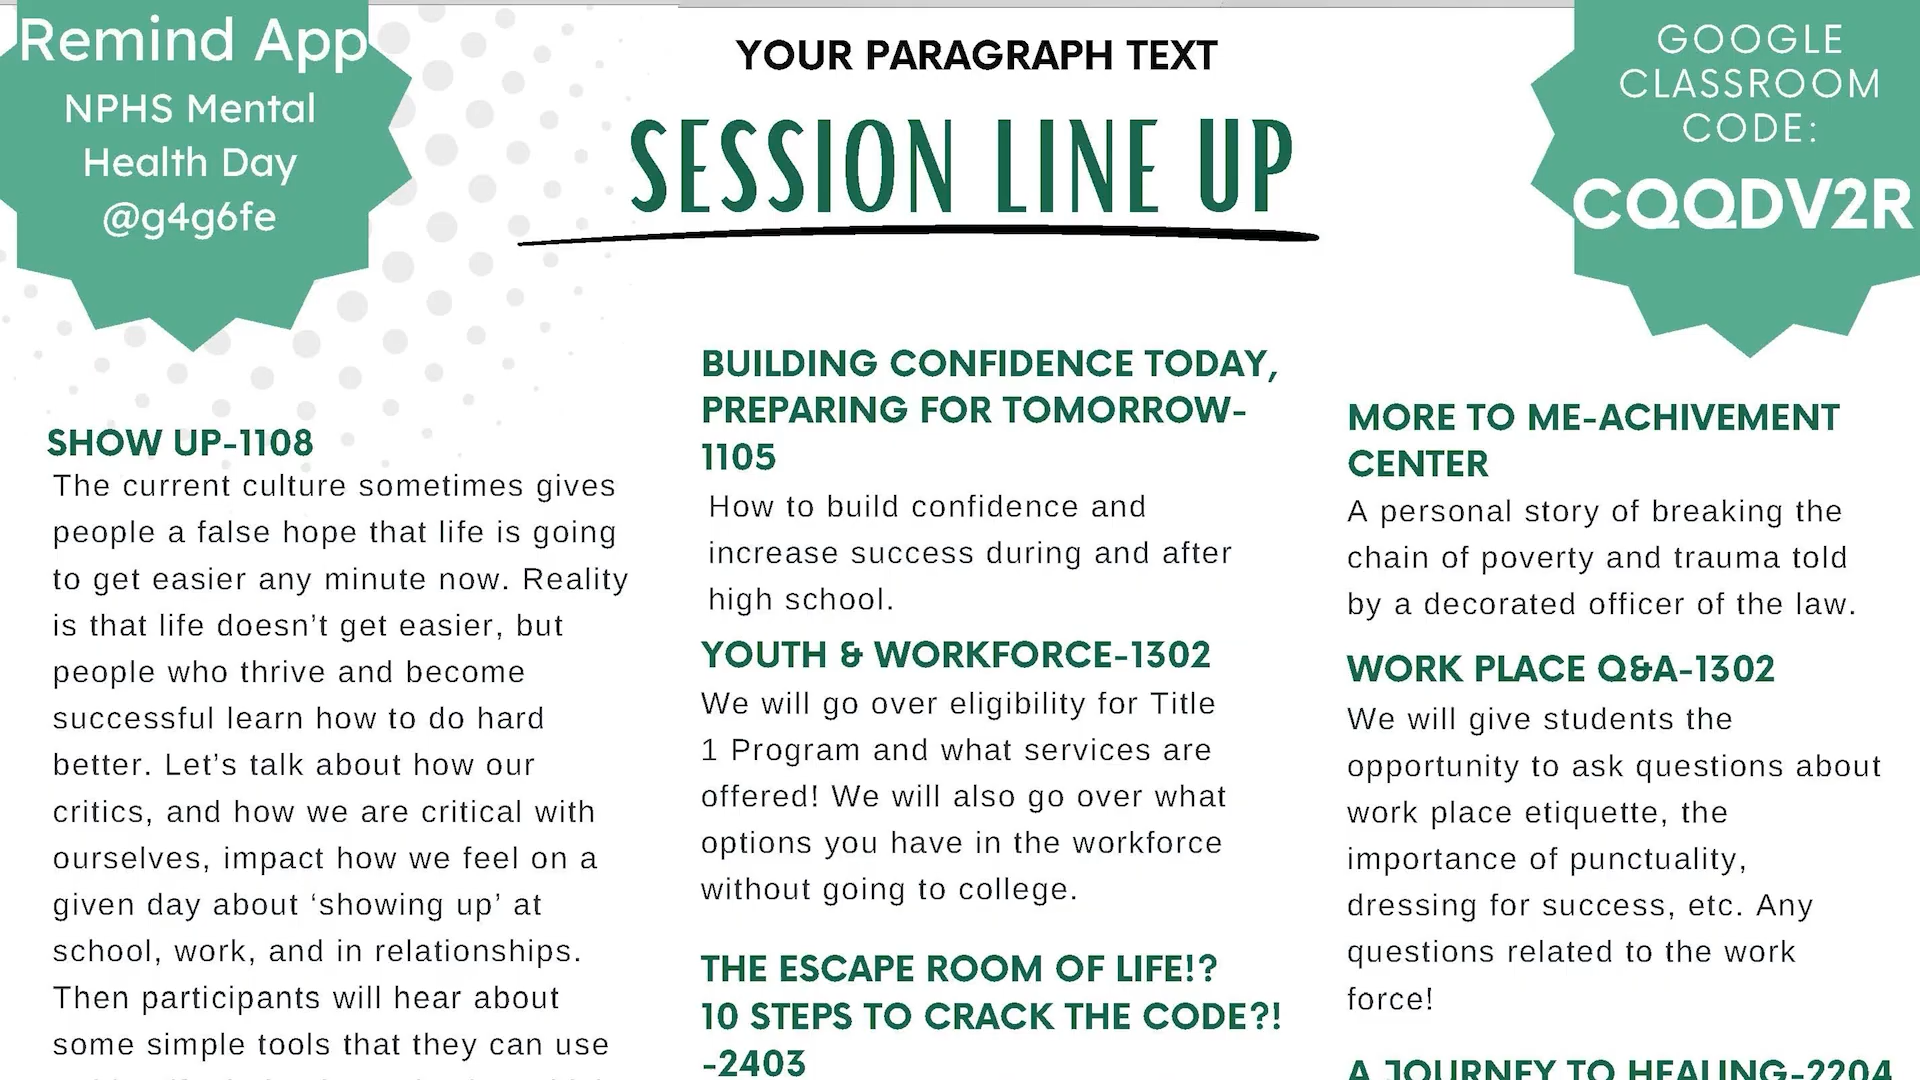 Remind App
NPHS Mental
Health Day
@g4g6fe
YOUR PARAGRAPH TEXT
SESSION LINE UP
GOOGLE
CLASSROOM
CODE:
CQQDV2R
SHOW UP-1108
The current culture sometimes gives
people a false hope that life is going
to get easier any minute now. Reality
is that life doesn’t get easier, but
people who thrive and become
successful learn how to do hard
better. Let’s talk about how our
critics, and how we are critical with
ourselves, impact how we feel on a
given day about ‘showing up’ at
school, work, and in relationships.
Then participants will hear about
some simple tools that they can use
BUILDING CONFIDENCE TODAY,
PREPARING FOR TOMORROW-
1105
How to build confidence and
increase success during and after
high school.
YOUTH & WORKFORCE-1302
We will go over eligibility for Title
1 Program and what services are
offered! We will also go over what
options you have in the workforce
without going to college.
THE ESCAPE ROOM OF LIFE!?
10 STEPS TO CRACK THE CODE?!
-2403
MORE TO ME-ACHIVEMENT
CENTER
A personal story of breaking the
chain of poverty and trauma told
by a decorated officer of the law.
WORK PLACE Q&A-1302
We will give students the
opportunity to ask questions about
work place etiquette, the
importance of punctuality,
dressing for success, etc. Any
questions related to the work
force!
A JOURNEY TO HEALING-2204